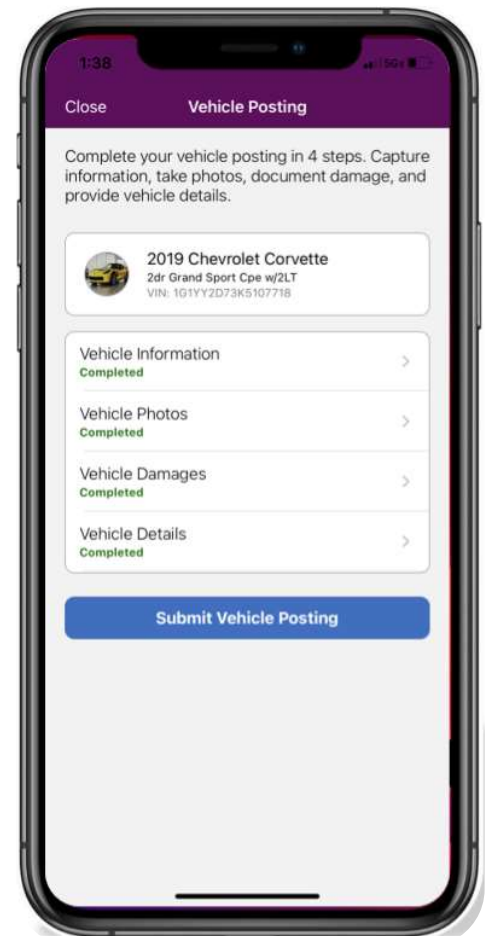 1:38
5G
Close
Vehicle Posting
Complete your vehicle posting in 4 steps. Capture
information, take photos, document damage, and
provide vehicle details.
2019 Chevrolet Corvette
2dr Grand Sport Cpe w/2LT
VIN: 1G1YY2D73K5107718
Vehicle Information
Completed
Vehicle Photos
Completed
Vehicle Damages
Completed
Vehicle Details
Completed
Submit Vehicle Posting